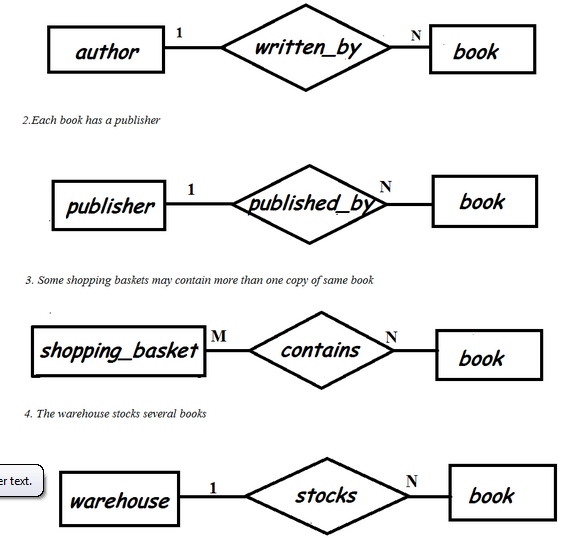 1 N
author written_by book
2.Each book has a publisher
1 N
publisher published_by book
3. Some shopping baskets may contain more than one copy of same book
M N
shopping_basket contains book
4. The warehouse stocks several books
er text.
1 N
warehouse stocks book